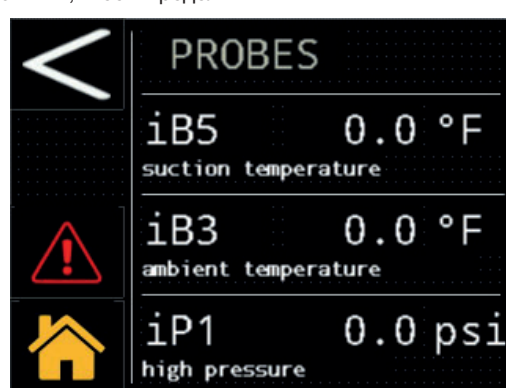 PROBES
iB5 0.0 °F
suction temperature
iB3 0.0 °F
ambient temperature
iP1 0.0 psi
high pressure